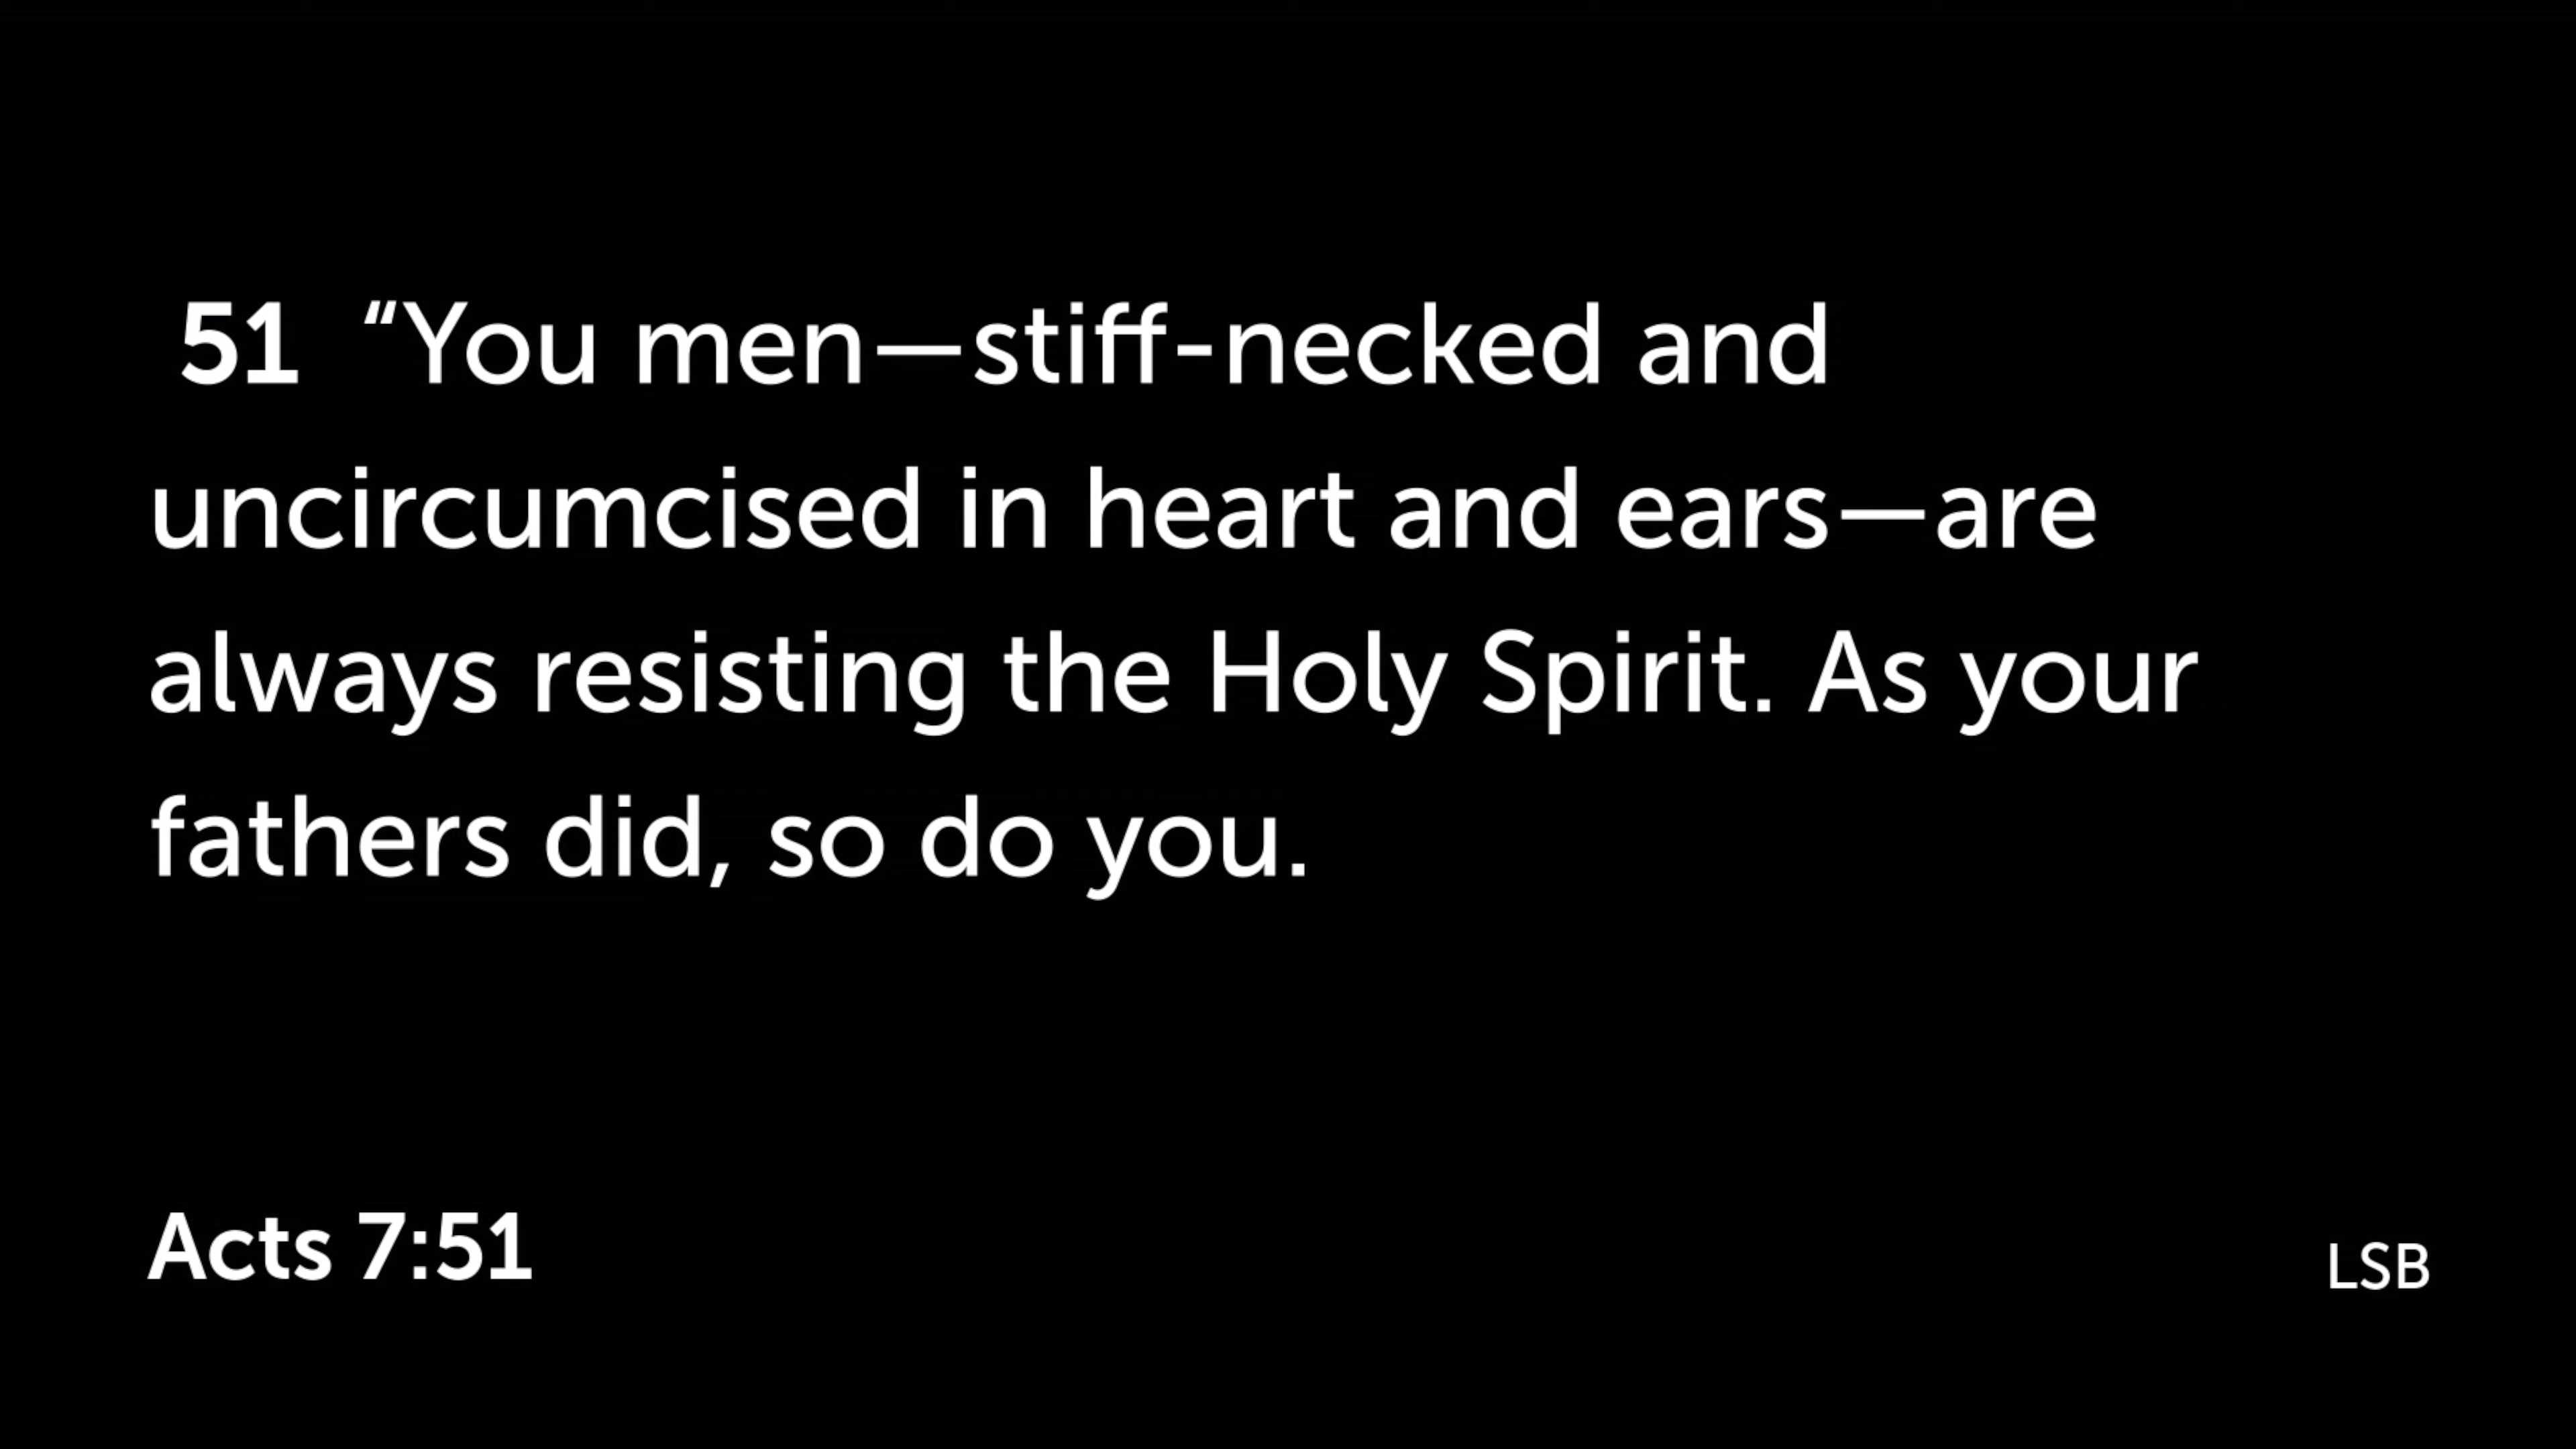 51 “You men—stiff-necked and
uncircumcised in heart and ears—are
always resisting the Holy Spirit. As your
fathers did, so do you.
Acts 7:51
LSB